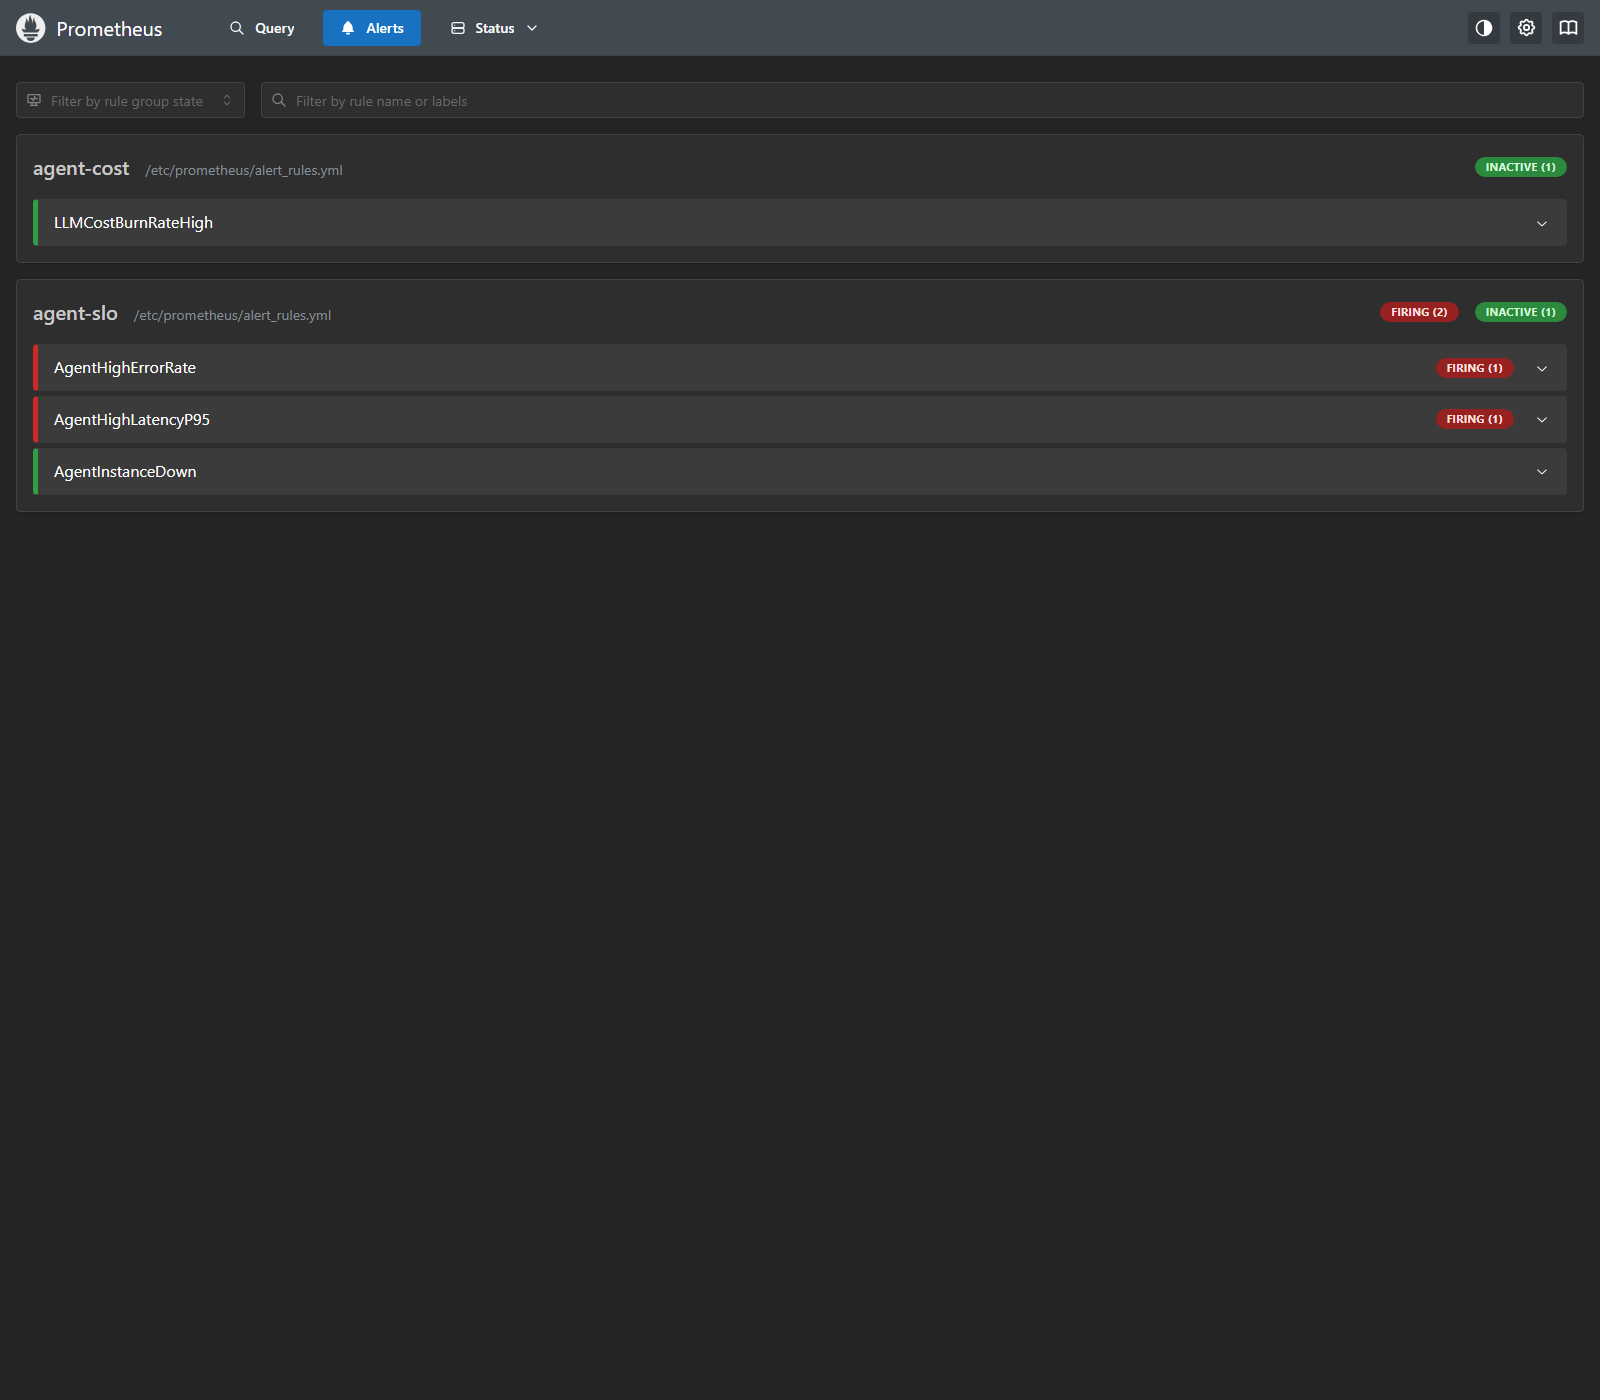 Prometheus Query Alerts Status
Filter by rule group state Filter by rule name or labels
agent-cost /etc/prometheus/alert_rules.yml INACTIVE (1)
LLMCostBurnRateHigh
agent-slo /etc/prometheus/alert_rules.yml FIRING (2) INACTIVE (1)
AgentHighErrorRate FIRING (1)
AgentHighLatencyP95 FIRING (1)
AgentInstanceDown